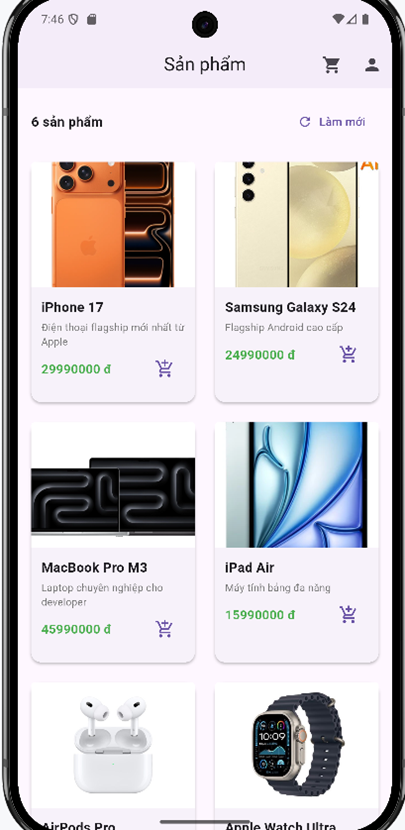 7:46
Sản phẩm
6 sản phẩm
Làm mới
iPhone 17
Điện thoại flagship mới nhất từ
Apple
29990000 đ
Samsung Galaxy S24
Flagship Android cao cấp
24990000 đ
MacBook Pro M3
Laptop chuyên nghiệp cho
developer
45990000 đ
iPad Air
Máy tính bảng đa năng
15990000 đ
AirPods Pro
Apple Watch Ultra